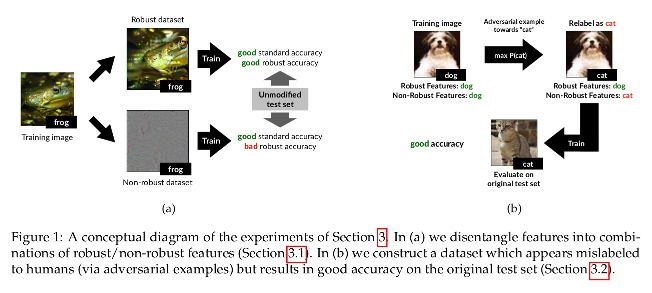 Robust dataset
frog
Train
good standard accuracy
good robust accuracy
frog
Training image
Unmodified
test set
frog
Non-robust dataset
Train
good standard accuracy
bad robust accuracy
(a)
Training image
dog
Robust Features: dog
Non-Robust Features: dog
Adversarial example
towards "cat"
max P(cat)
Relabel as cat
cat
Robust Features: dog
Non-Robust Features: cat
Train
good accuracy
cat
Evaluate on
original test set
(b)
Figure 1: A conceptual diagram of the experiments of Section 3. In (a) we disentangle features into combi-
nations of robust/non-robust features (Section 3.1). In (b) we construct a dataset which appears mislabeled
to humans (via adversarial examples) but results in good accuracy on the original test set (Section 3.2).